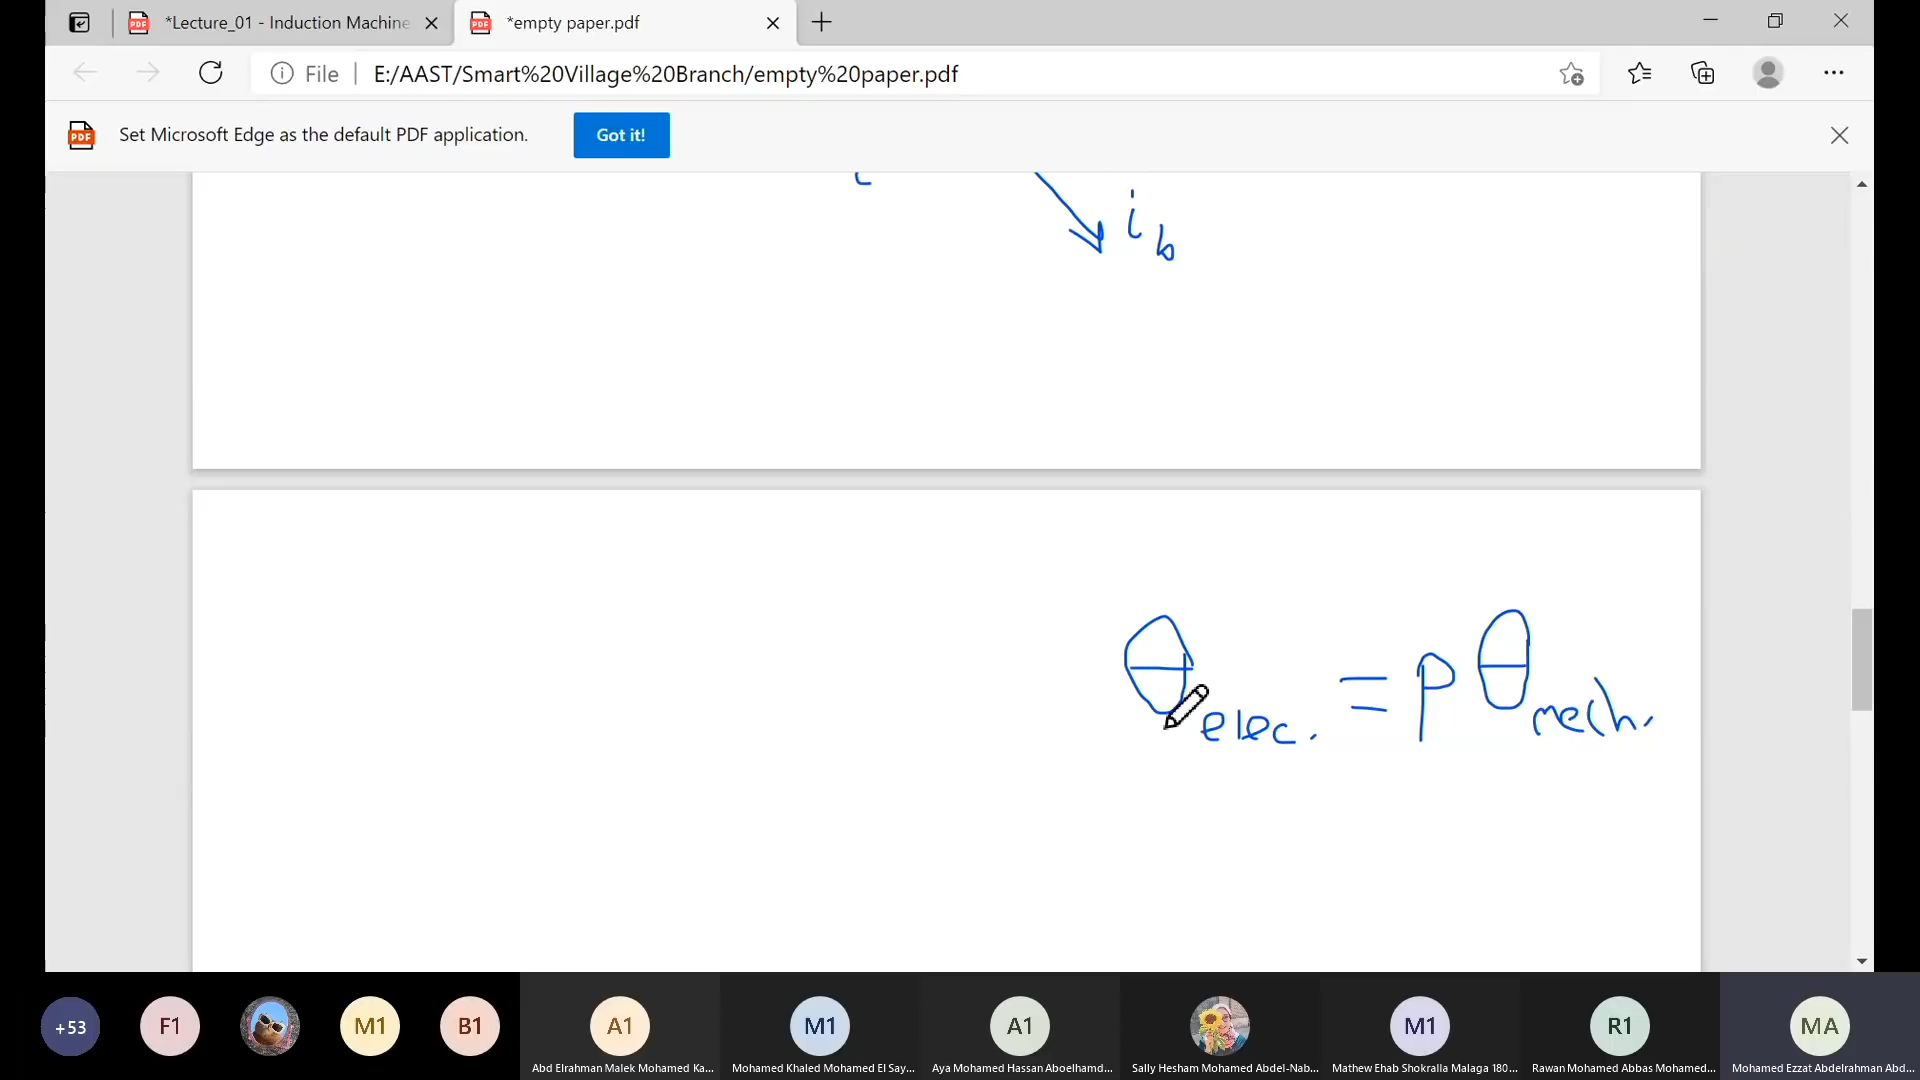 *Lecture_01 - Induction Machine
*empty paper.pdf
File
E:/AAST/Smart%20Village%20Branch/empty%20paper.pdf
PDF
Set Microsoft Edge as the default PDF application.
Got it!
i b
θ elec. = P θ mech.
+53
F1
M1
B1
A1
M1
A1
M1
R1
MA
Abd Elrahman Malek Mohamed Ka...
Mohamed Khaled Mohamed El Say...
Aya Mohamed Hassan Aboelhamd...
Sally Hesham Mohamed Abdel-Nab...
Mathew Ehab Shokralla Malaga 180...
Rawan Mohamed Abbas Mohamed...
Mohamed Ezzat Abdelrahman Abd...